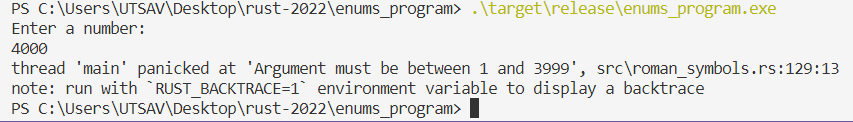 PS C:\Users\UTSAV\Desktop\rust-2022\enums_program> .\target\release\enums_program.exe
Enter a number:
4000
thread 'main' panicked at 'Argument must be between 1 and 3999', src\roman_symbols.rs:129:13
note: run with `RUST_BACKTRACE=1` environment variable to display a backtrace
PS C:\Users\UTSAV\Desktop\rust-2022\enums_program>